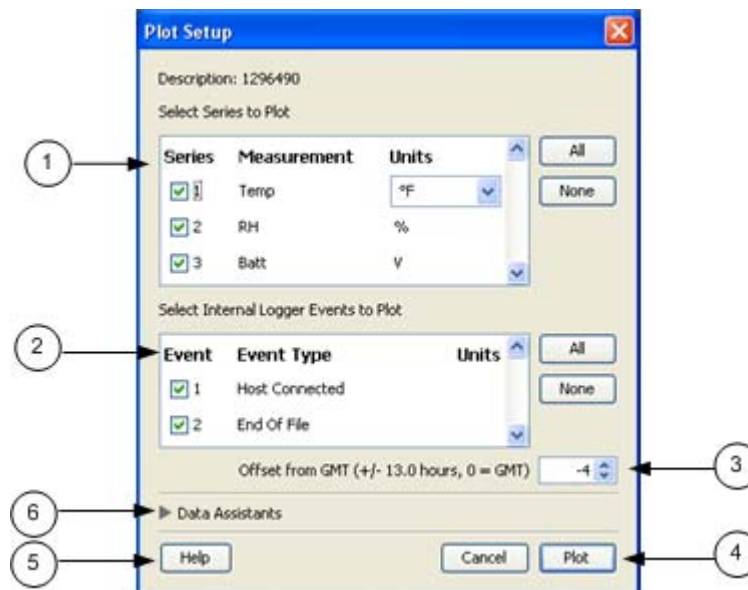 Plot Setup
Description: 1296490
Select Series to Plot
1
Series Measurement Units
All
1 Temp °F
None
2 RH %
3 Batt V
Select Internal Logger Events to Plot
2
Event Event Type Units
All
1 Host Connected
None
2 End Of File
Offset from GMT (+/- 13.0 hours, 0 = GMT) -4
3
6
Data Assistants
5
Help Cancel Plot
4